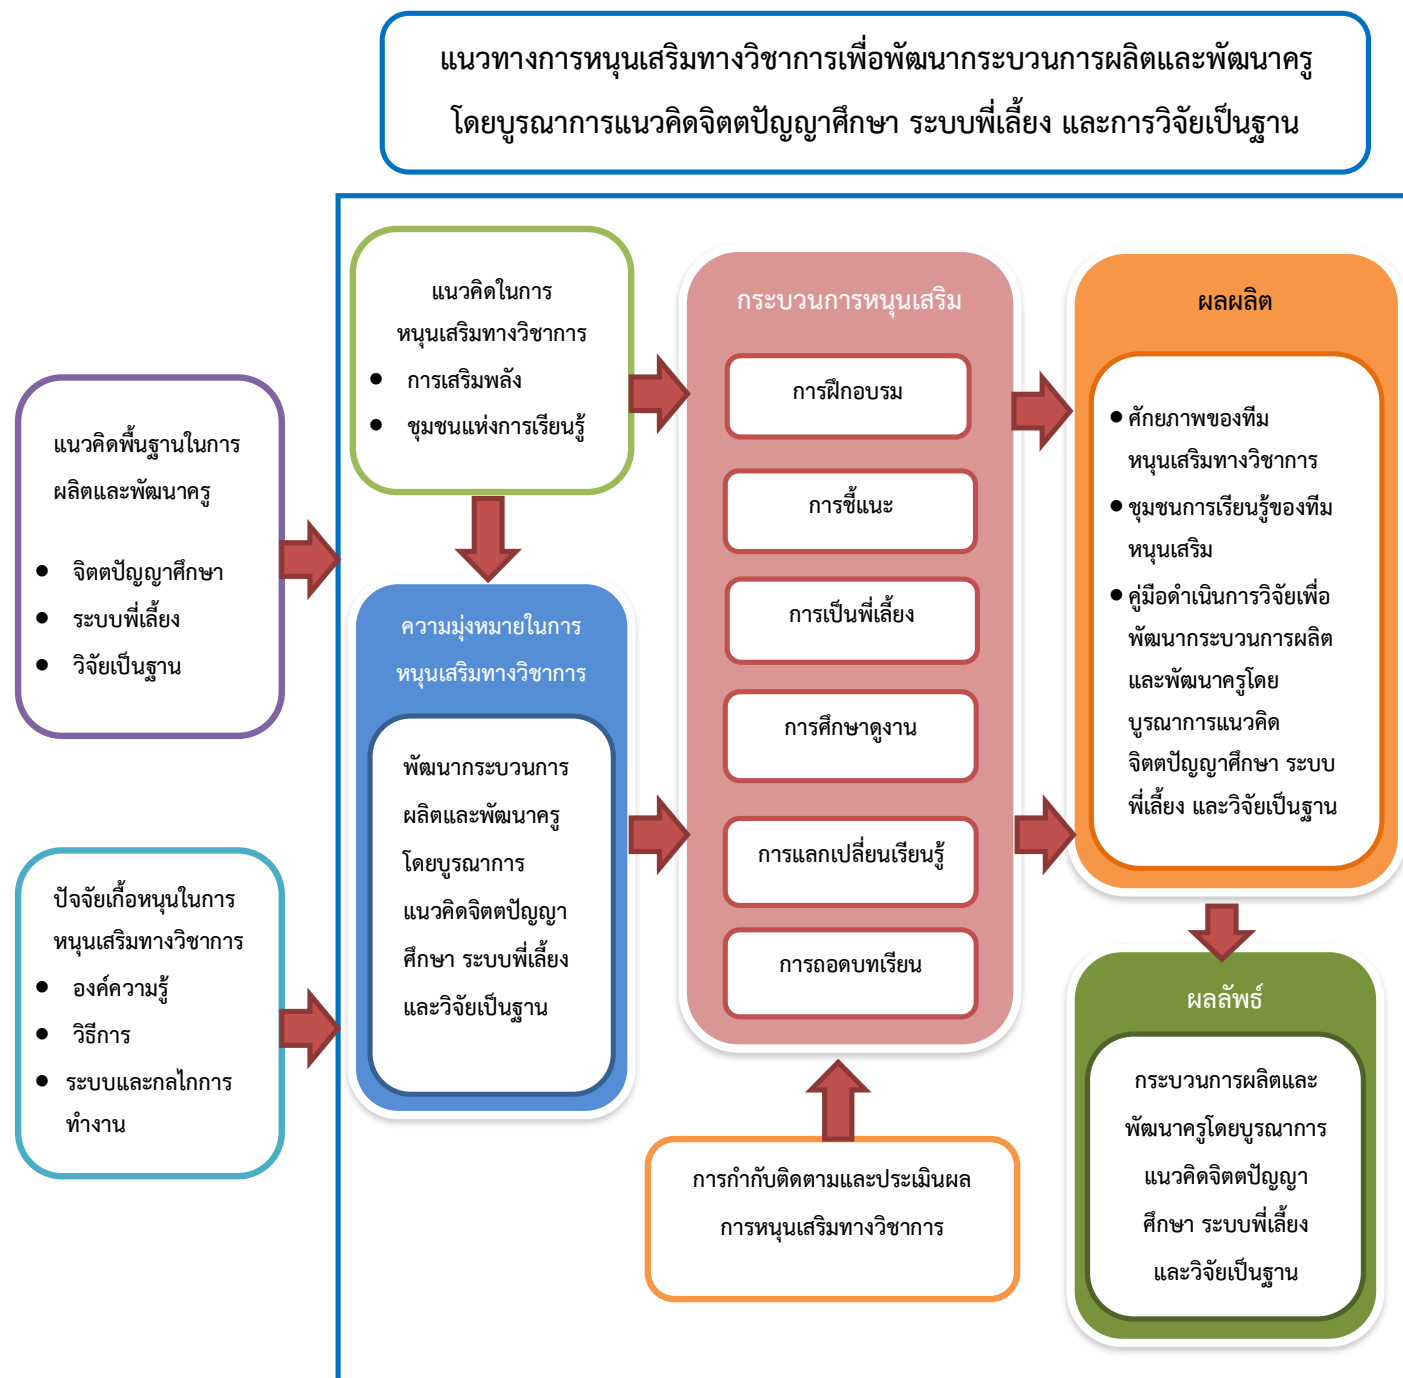 แนวทางการหนุนเสริมทางวิชาการเพื่อพัฒนากระบวนการผลิตและพัฒนาครู
โดยบูรณาการแนวคิดจิตตปัญญาศึกษา ระบบพี่เลี้ยง และการวิจัยเป็นฐาน
แนวคิดพื้นฐานในการ
ผลิตและพัฒนาครู
● จิตตปัญญาศึกษา
● ระบบพี่เลี้ยง
● วิจัยเป็นฐาน
ปัจจัยเกื้อหนุนในการ
หนุนเสริมทางวิชาการ
● องค์ความรู้
● วิธีการ
● ระบบและกลไกการ
ทำงาน
แนวคิดในการ
หนุนเสริมทางวิชาการ
● การเสริมพลัง
● ชุมชนแห่งการเรียนรู้
ความมุ่งหมายในการ
หนุนเสริมทางวิชาการ
พัฒนากระบวนการ
ผลิตและพัฒนาครู
โดยบูรณาการ
แนวคิดจิตตปัญญา
ศึกษา ระบบพี่เลี้ยง
และวิจัยเป็นฐาน
กระบวนการหนุนเสริม
การฝึกอบรม
การชี้แนะ
การเป็นพี่เลี้ยง
การศึกษาดูงาน
การแลกเปลี่ยนเรียนรู้
การถอดบทเรียน
การกำกับติดตามและประเมินผล
การหนุนเสริมทางวิชาการ
ผลผลิต
● ศักยภาพของทีม
หนุนเสริมทางวิชาการ
● ชุมชนการเรียนรู้ของทีม
หนุนเสริม
● คู่มือดำเนินการวิจัยเพื่อ
พัฒนากระบวนการผลิต
และพัฒนาครูโดย
บูรณาการแนวคิด
จิตตปัญญาศึกษา ระบบ
พี่เลี้ยง และวิจัยเป็นฐาน
ผลลัพธ์
กระบวนการผลิตและ
พัฒนาครูโดยบูรณาการ
แนวคิดจิตตปัญญา
ศึกษา ระบบพี่เลี้ยง
และวิจัยเป็นฐาน